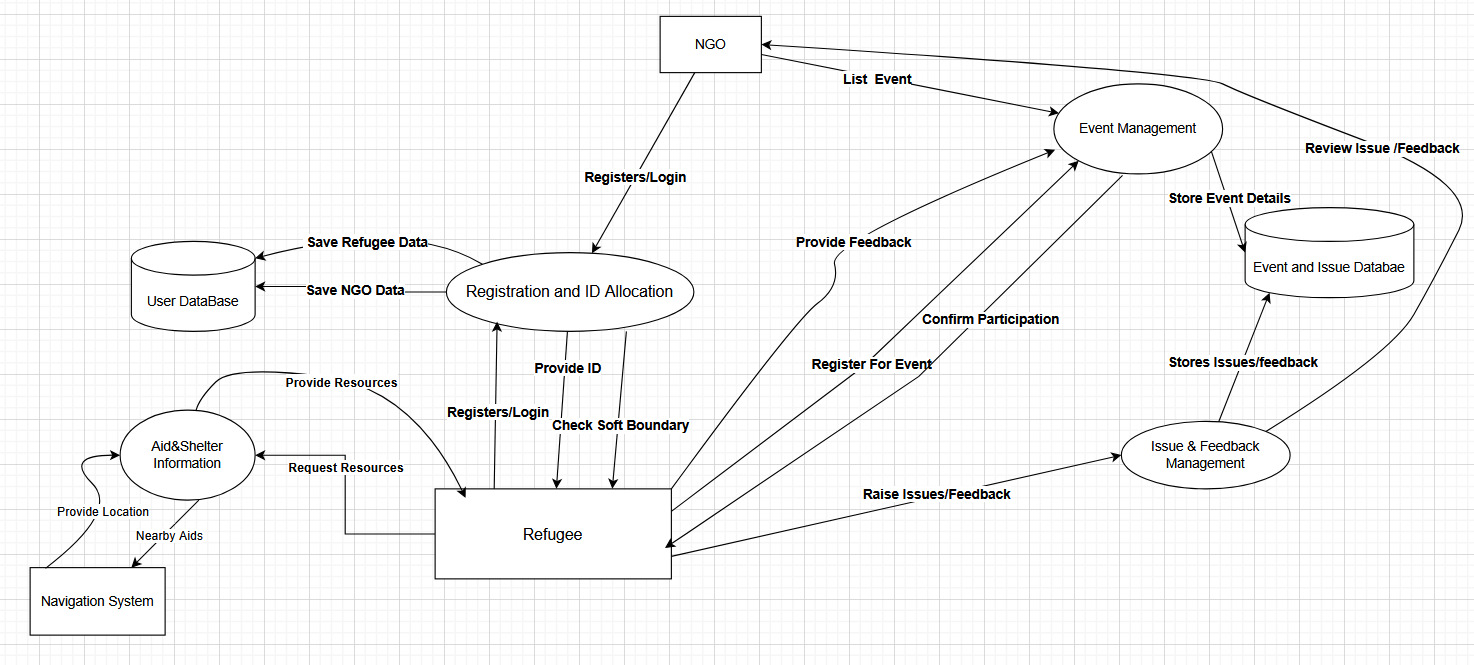 NGO
List  Event
Event Management
Review Issue /Feedback
Registers/Login
Store Event Details
Save Refugee Data
Provide Feedback
Event and Issue Databae
User DataBase
Save NGO Data
Registration and ID Allocation
Confirm Participation
Provide ID
Register For Event
Stores Issues/feedback
Provide Resources
Registers/Login
Check Soft Boundary
Aid&Shelter
Information
Issue & Feedback
Management
Request Resources
Raise Issues/Feedback
Provide Location
Nearby Aids
Refugee
Navigation System